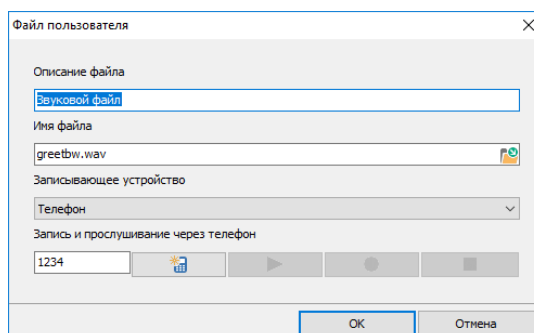 Файл пользователя
Описание файла
Звуковой файл
Имя файла
greetbw.wav
Записывающее устройство
Телефон
Запись и прослушивание через телефон
1234
OK
Отмена